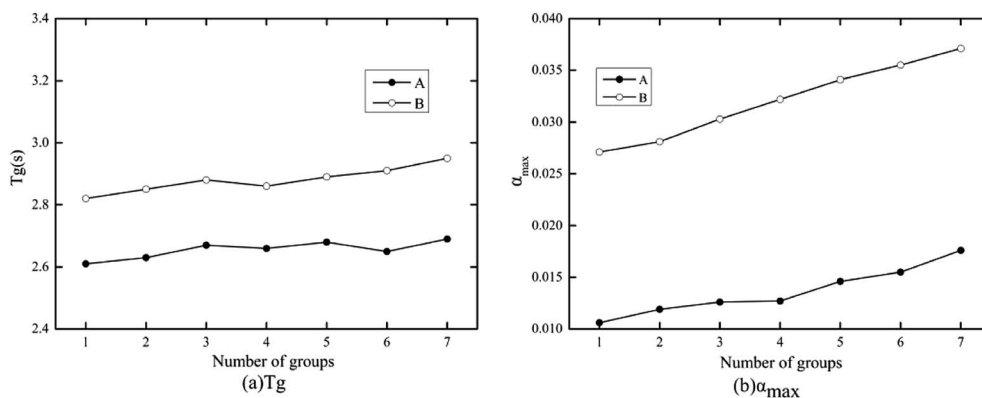 3.4
3.2
3.0
2.8
2.6
2.4
Tg(s)
A
B
1 2 3 4 5 6 7
Number of groups
(a)Tg
0.040
0.035
0.030
0.025
0.020
0.015
0.010
αmax
A
B
1 2 3 4 5 6 7
Number of groups
(b)αmax